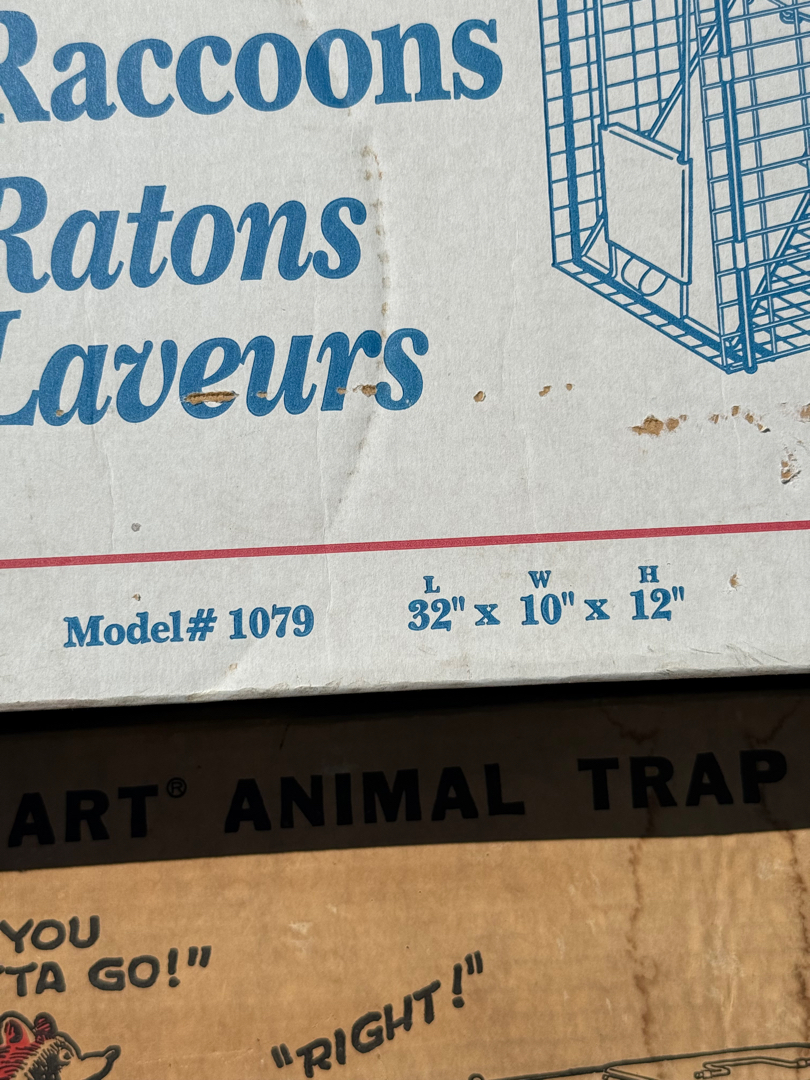 Raccoons
Ratons
Laveurs
L W H
Model# 1079 32" x 10" x 12"
ART® ANIMAL TRAP
YOU
TA GO!"
"RIGHT!"